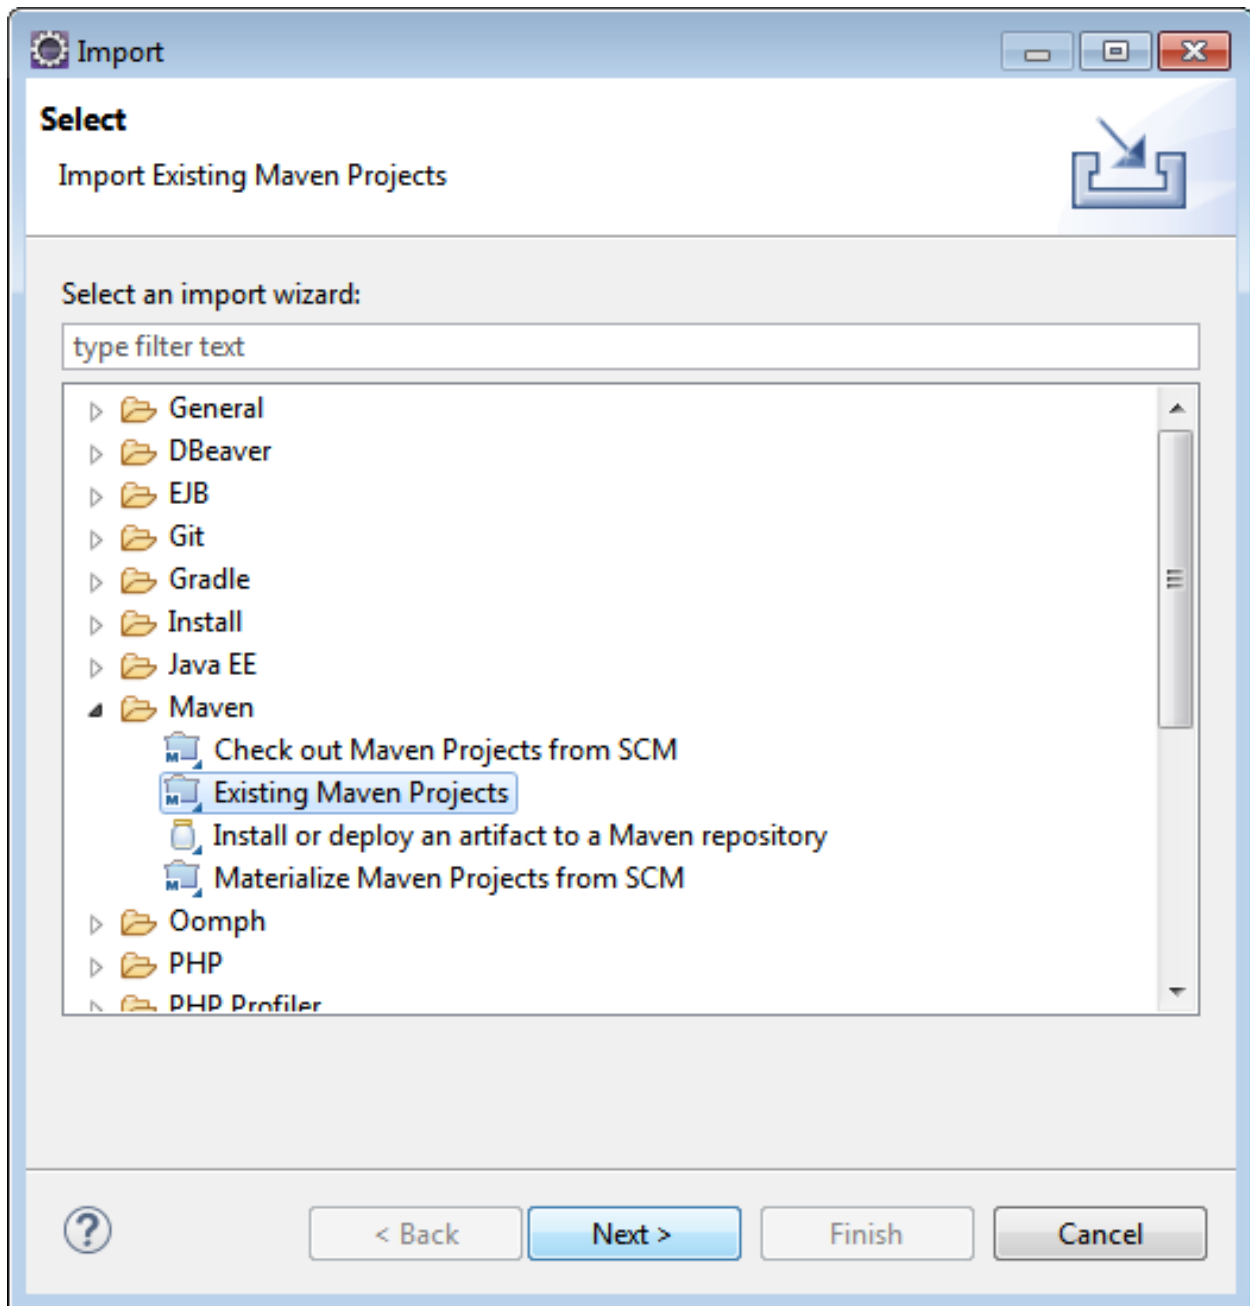 Import
Select
Import Existing Maven Projects
Select an import wizard:
type filter text
General
DBeaver
EJB
Git
Gradle
Install
Java EE
Maven
Check out Maven Projects from SCM
Existing Maven Projects
Install or deploy an artifact to a Maven repository
Materialize Maven Projects from SCM
Oomph
PHP
PHP Profiler
< Back Next > Finish Cancel